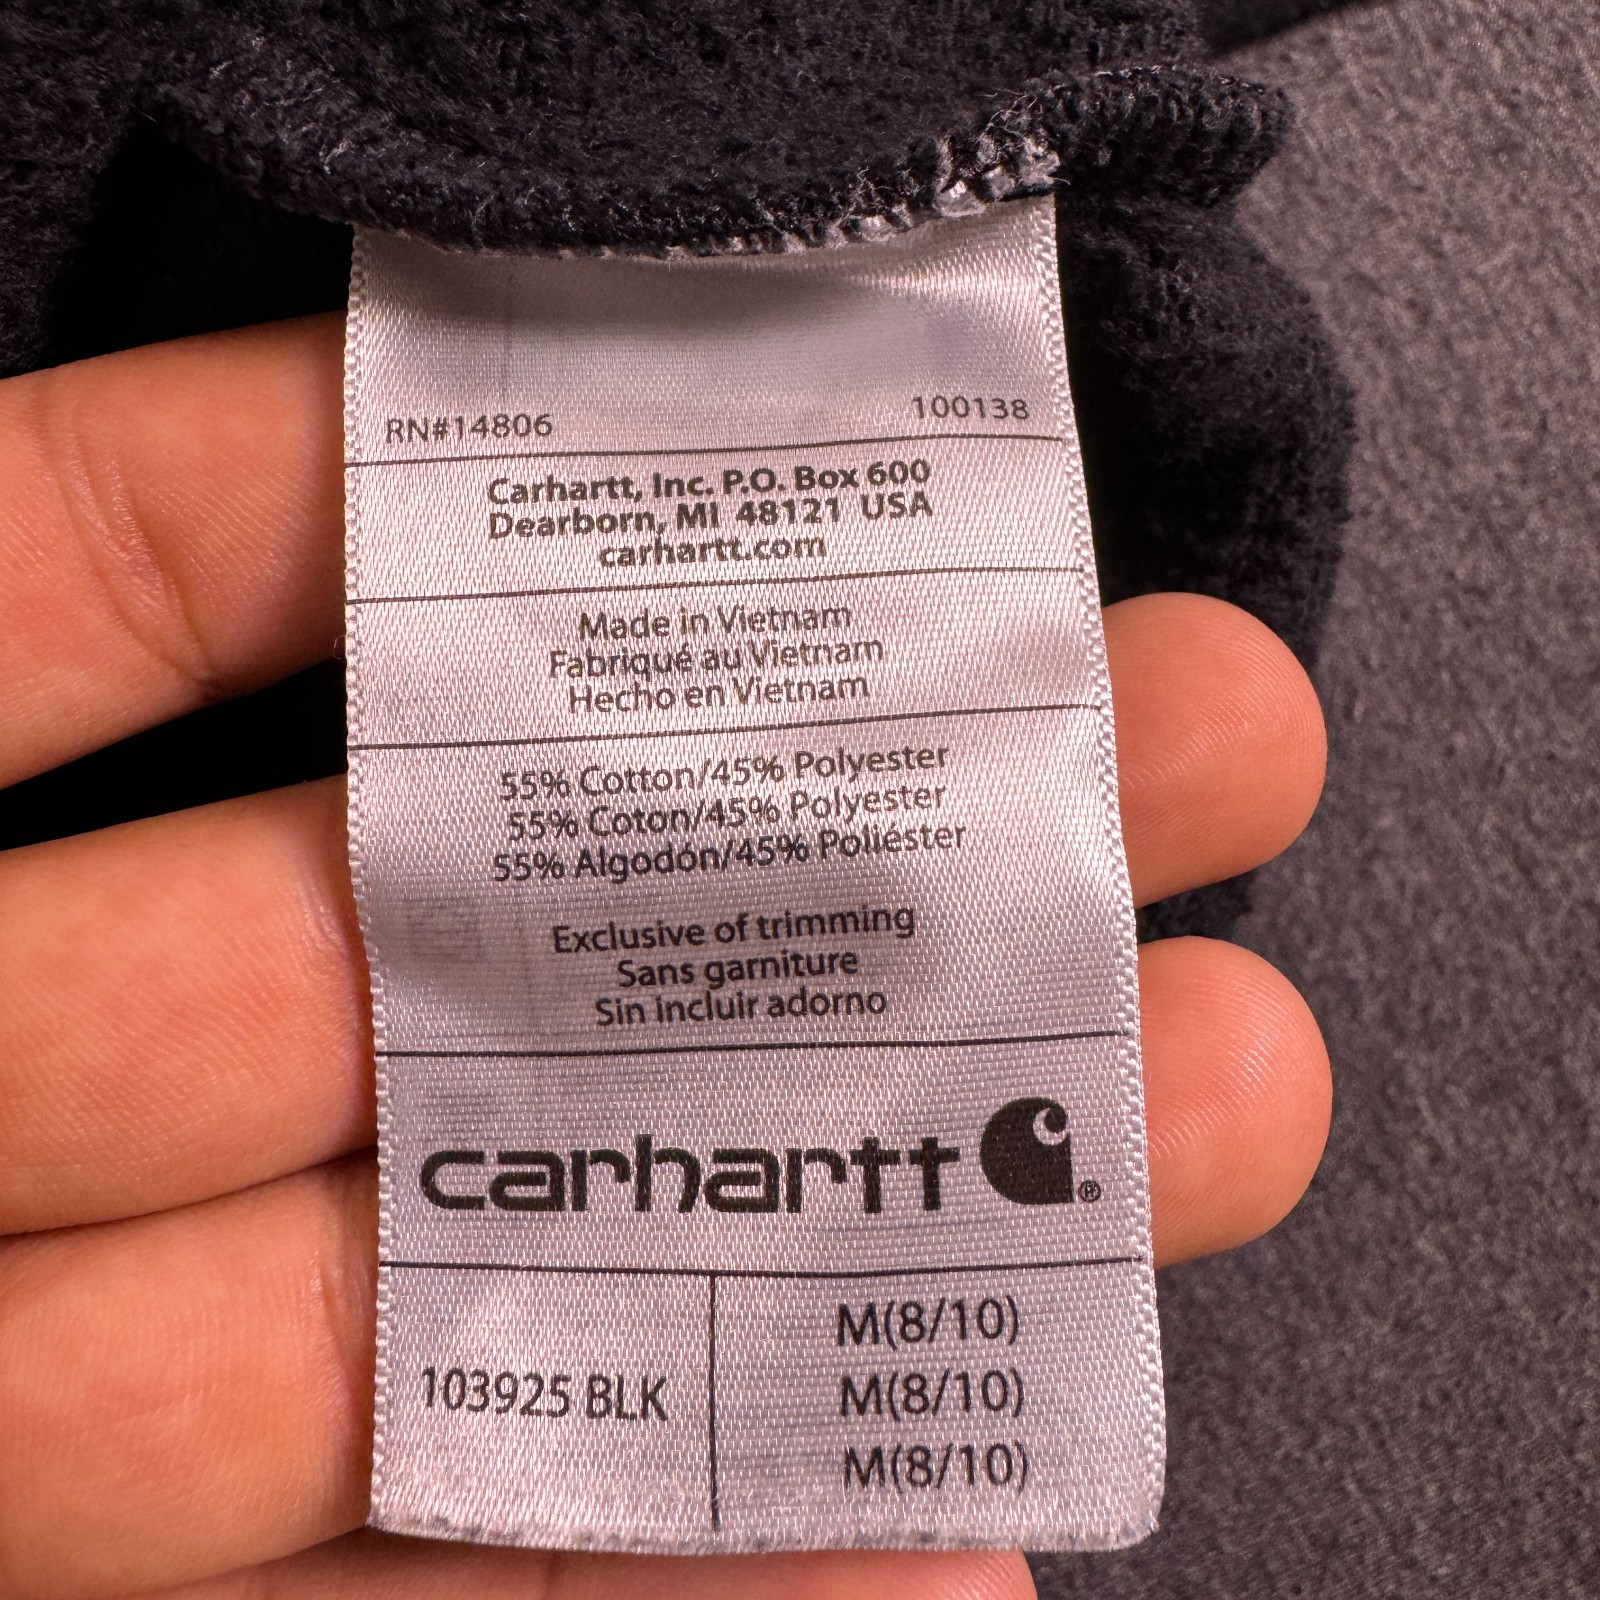 RN#14806 100138
Carhartt, Inc. P.O. Box 600
Dearborn, MI 48121 USA
carhartt.com
Made in Vietnam
Fabriqué au Vietnam
Hecho en Vietnam
55% Cotton/45% Polyester
55% Coton/45% Polyester
55% Algodón/45% Poliéster
Exclusive of trimming
Sans garniture
Sin incluir adorno
carhartt ®
103925 BLK
M(8/10)
M(8/10)
M(8/10)